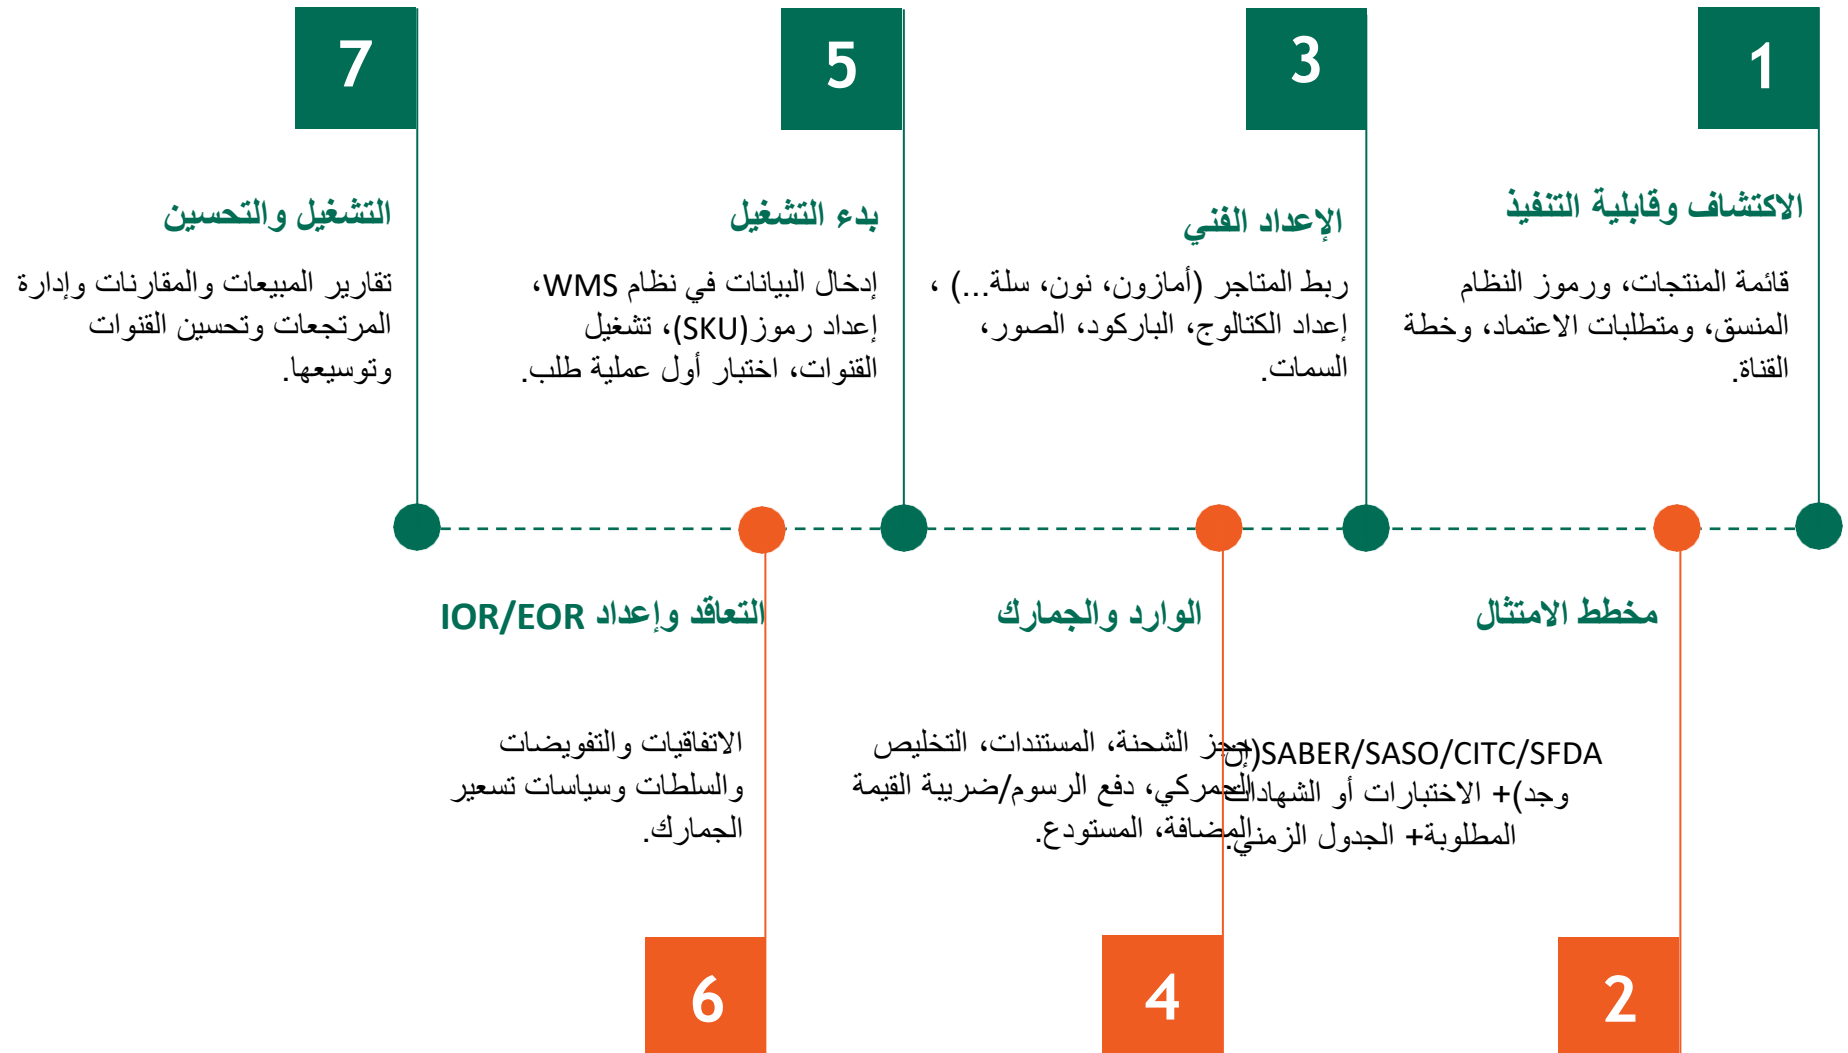 1
الاكتشاف وقابلية التنفيذ
قائمة المنتجات، ورموز النظام
المنسق، ومتطلبات الاعتماد، وخطة
القناة.
2
مخطط الامتثال
SABER/SASO/CITC/SFDA(إن
وجد)+ الاختبارات أو الشهادات
المطلوبة+ الجدول الزمني.
3
الإعداد الفني
ربط المتاجر (أمازون، نون، سلة...) ،
إعداد الكتالوج، الباركود، الصور،
السمات.
4
الوارد والجمارك
حجز الشحنة، المستندات، التخليص
الجمركي، دفع الرسوم/ضريبة القيمة
المضافة، المستودع.
5
بدء التشغيل
إدخال البيانات في نظام WMS،
إعداد رموز(SKU)، تشغيل
القنوات، اختبار أول عملية طلب.
6
التعاقد وإعداد IOR/EOR
الاتفاقيات والتفويضات
والسلطات وسياسات تسعير
الجمارك.
7
التشغيل والتحسين
تقارير المبيعات والمقارنات وإدارة
المرتجعات وتحسين القنوات
وتوسيعها.